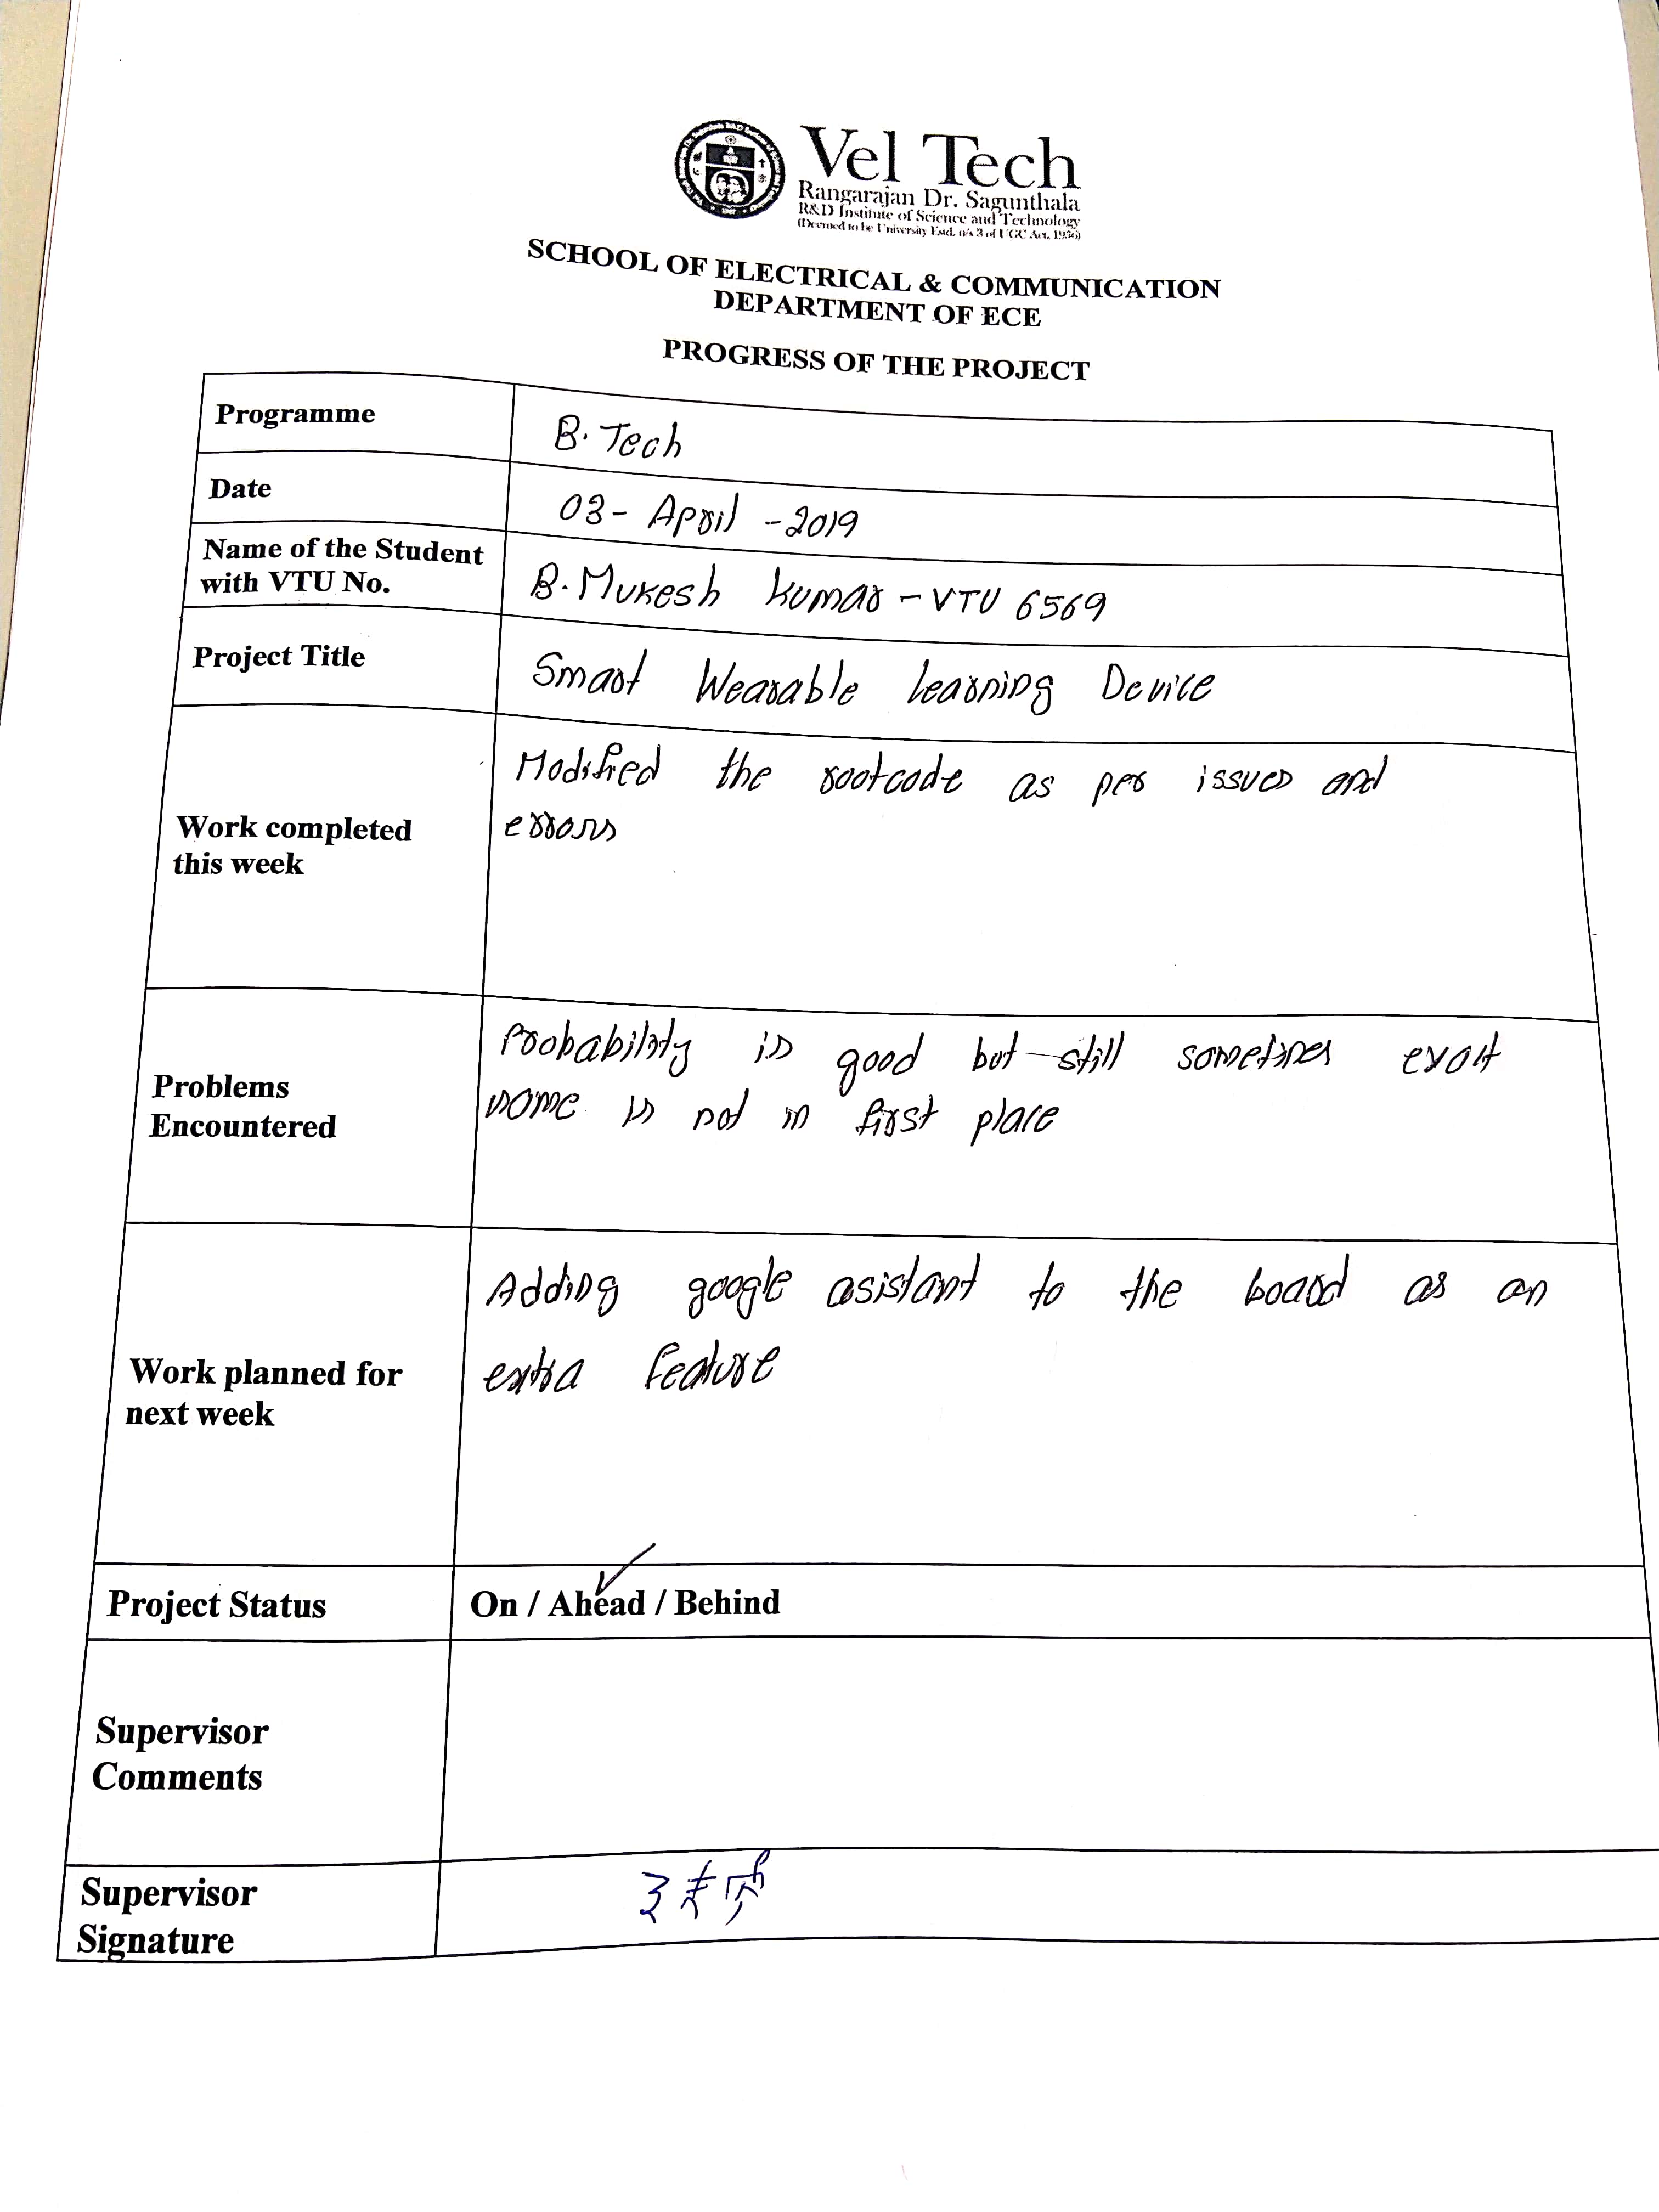 Vel Tech
Rangarajan Dr. Sagunthala
R&D Institute of Science and Technology
(Deemed to be University Estd. u/s 3 of UGC Act, 1956)
SCHOOL OF ELECTRICAL & COMMUNICATION
DEPARTMENT OF ECE
PROGRESS OF THE PROJECT
Programme
B.Tech
Date
03- April -2019
Name of the Student
with VTU No.
B.Mukesh Kumar - VTU 6569
Project Title
Smart Wearable learning Device
Work completed
this week
Modified the rootcode as per issues and
errors
Problems
Encountered
Probability is good but still sometimes exact
name is not in first place
Work planned for
next week
Adding google asistant to the board as an
extra feature
Project Status
On / Ahead / Behind
Supervisor
Comments
Supervisor
Signature